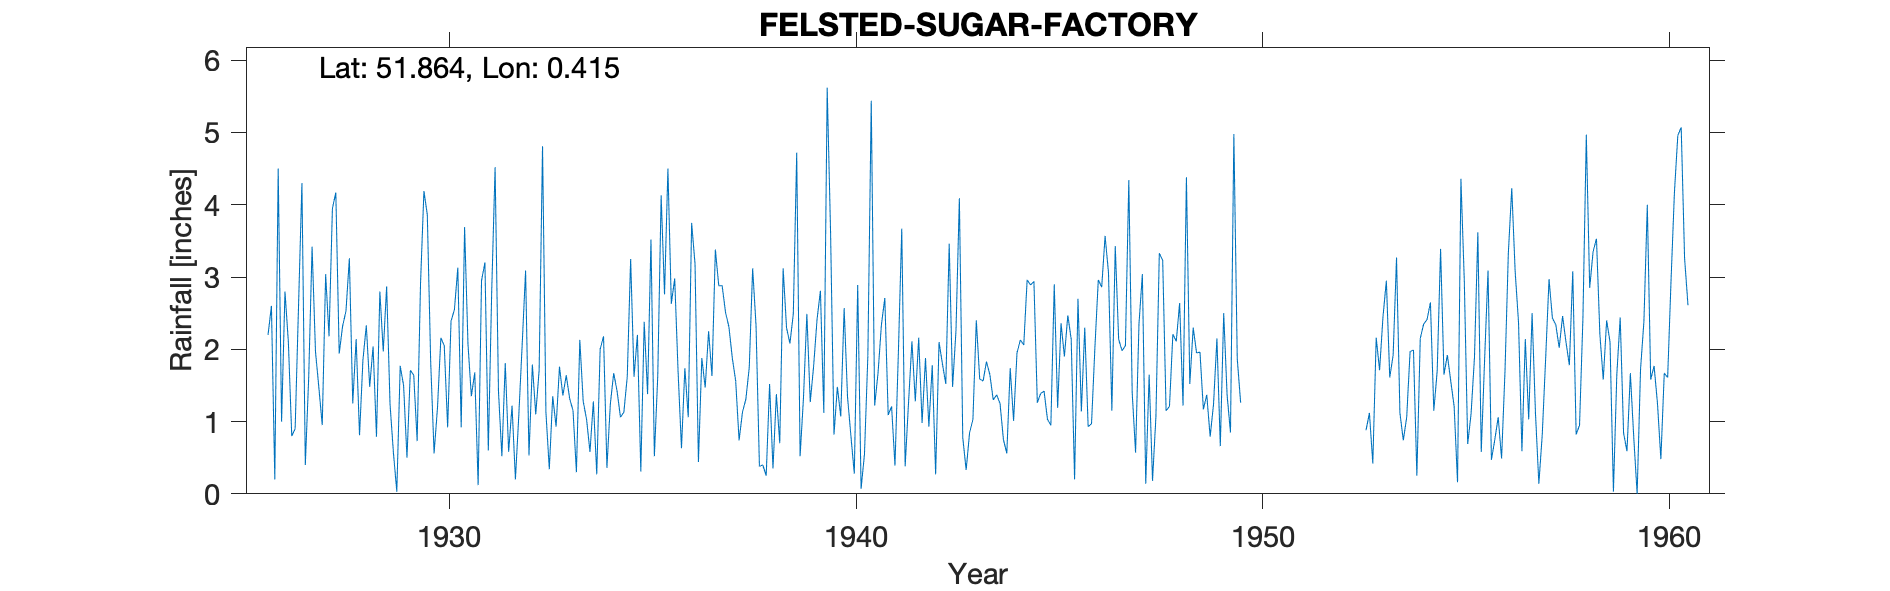 FELSTED-SUGAR-FACTORY
Lat: 51.864, Lon: 0.415
6
5
4
3
2
1
0
Rainfall [inches]
1930 1940 1950 1960
Year